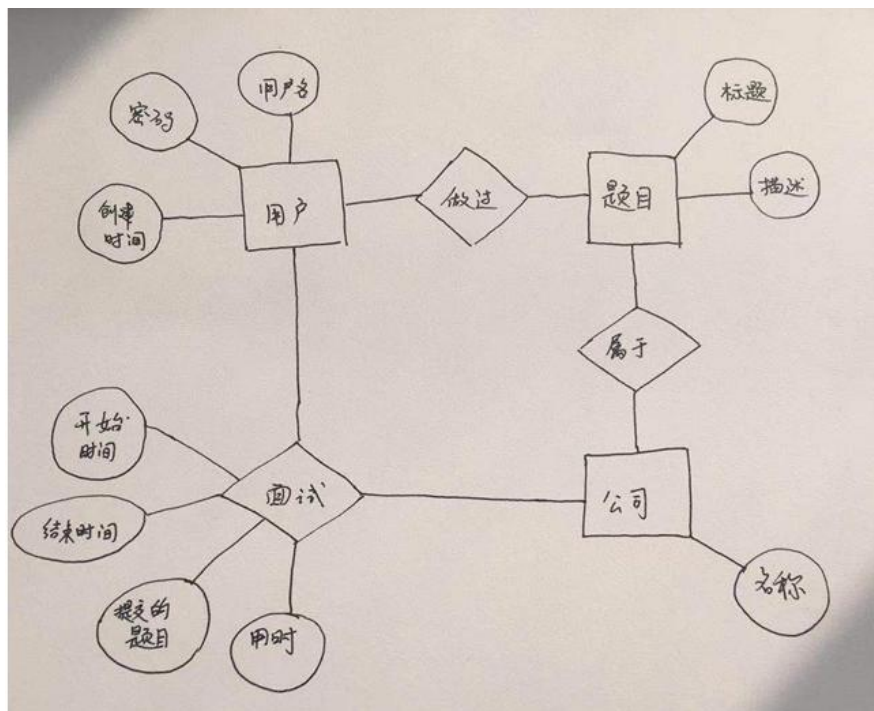 用户名
密码
标题
做过
题目
描述
创建
时间
用户
属于
开始
时间
面试
公司
结束时间
提交的
题目
用时
名称